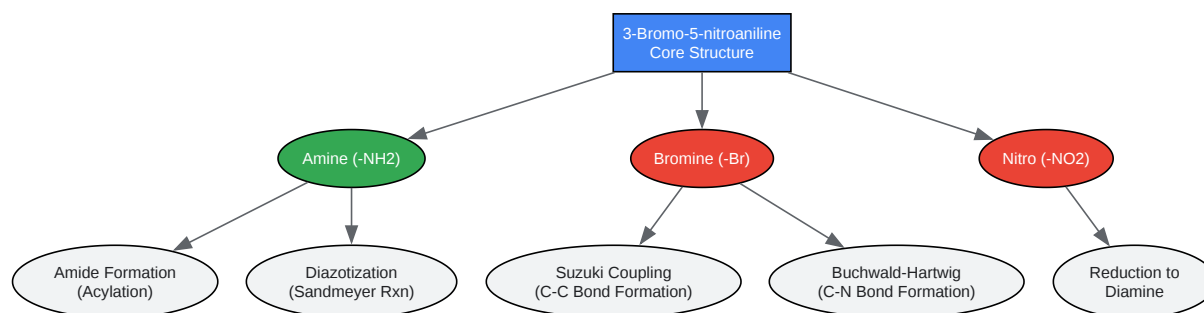 3-Bromo-5-nitroaniline
Core Structure
Amine (-NH2)
Bromine (-Br)
Nitro (-NO2)
Amide Formation
(Acylation)
Diazotization
(Sandmeyer Rxn)
Suzuki Coupling
(C-C Bond Formation)
Buchwald-Hartwig
(C-N Bond Formation)
Reduction to
Diamine